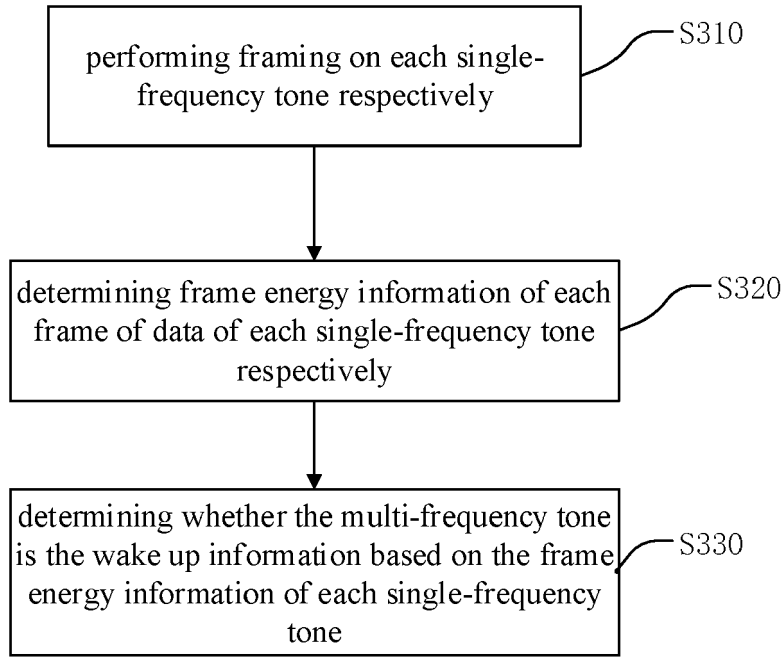 performing framing on each single-
frequency tone respectively
S310
determining frame energy information of each
frame of data of each single-frequency tone
respectively
S320
determining whether the multi-frequency tone
is the wake up information based on the frame
energy information of each single-frequency
tone
S330